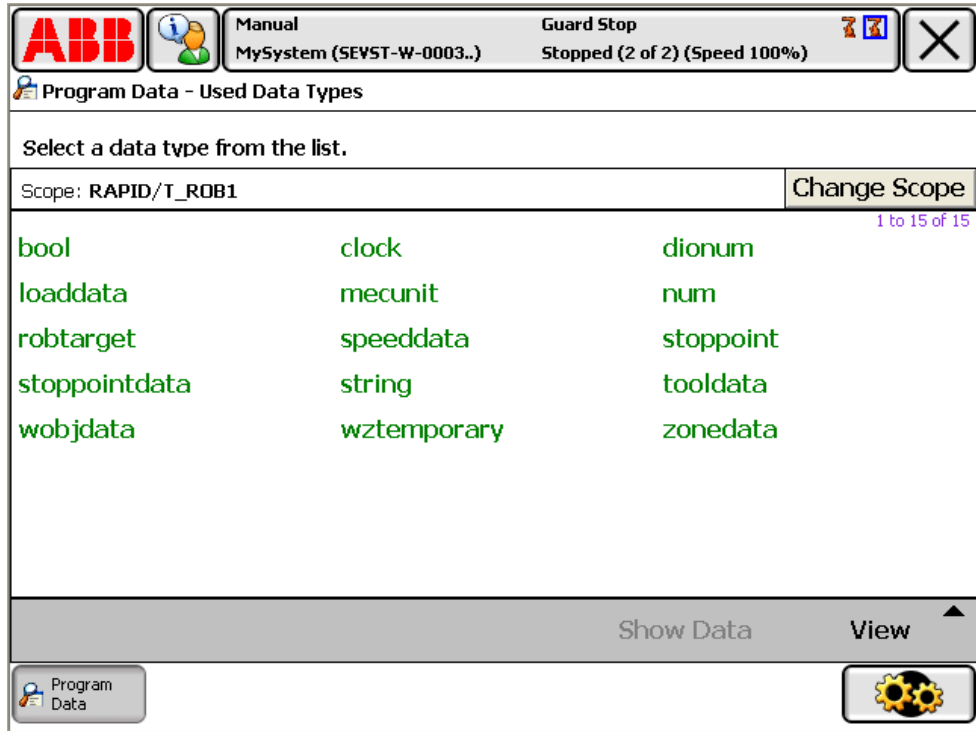 ABB
Manual Guard Stop
MySystem (SEVST-W-0003..) Stopped (2 of 2) (Speed 100%)
Program Data - Used Data Types
Select a data type from the list.
Scope: RAPID/T_ROB1 Change Scope
1 to 15 of 15
bool clock dionum
loaddata mecunit num
robtarget speeddata stoppoint
stoppointdata string tooldata
wobjdata wztemporary zonedata
Show Data View
Program
Data